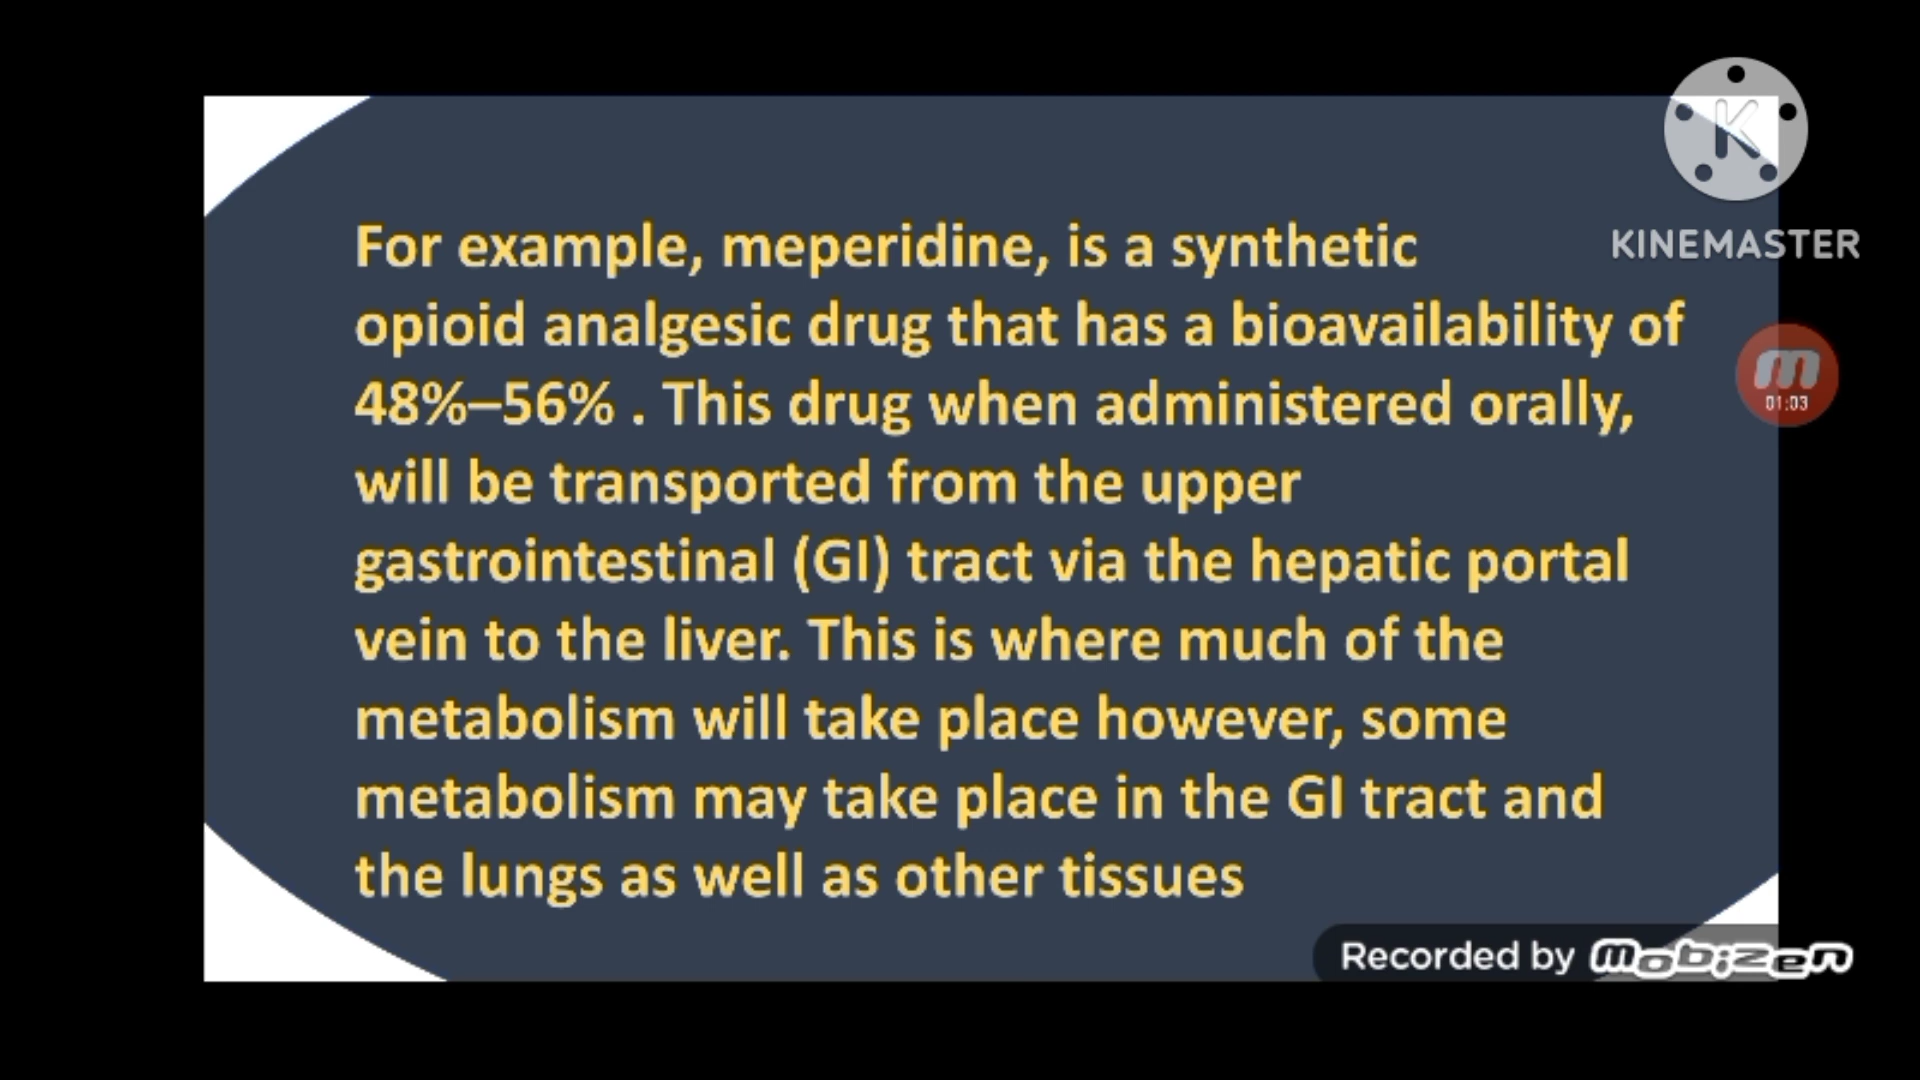 For example, meperidine, is a synthetic
opioid analgesic drug that has a bioavailability of
48%–56% . This drug when administered orally,
will be transported from the upper
gastrointestinal (GI) tract via the hepatic portal
vein to the liver. This is where much of the
metabolism will take place however, some
metabolism may take place in the GI tract and
the lungs as well as other tissues
K
KINEMASTER
m
01:03
Recorded by mobizen